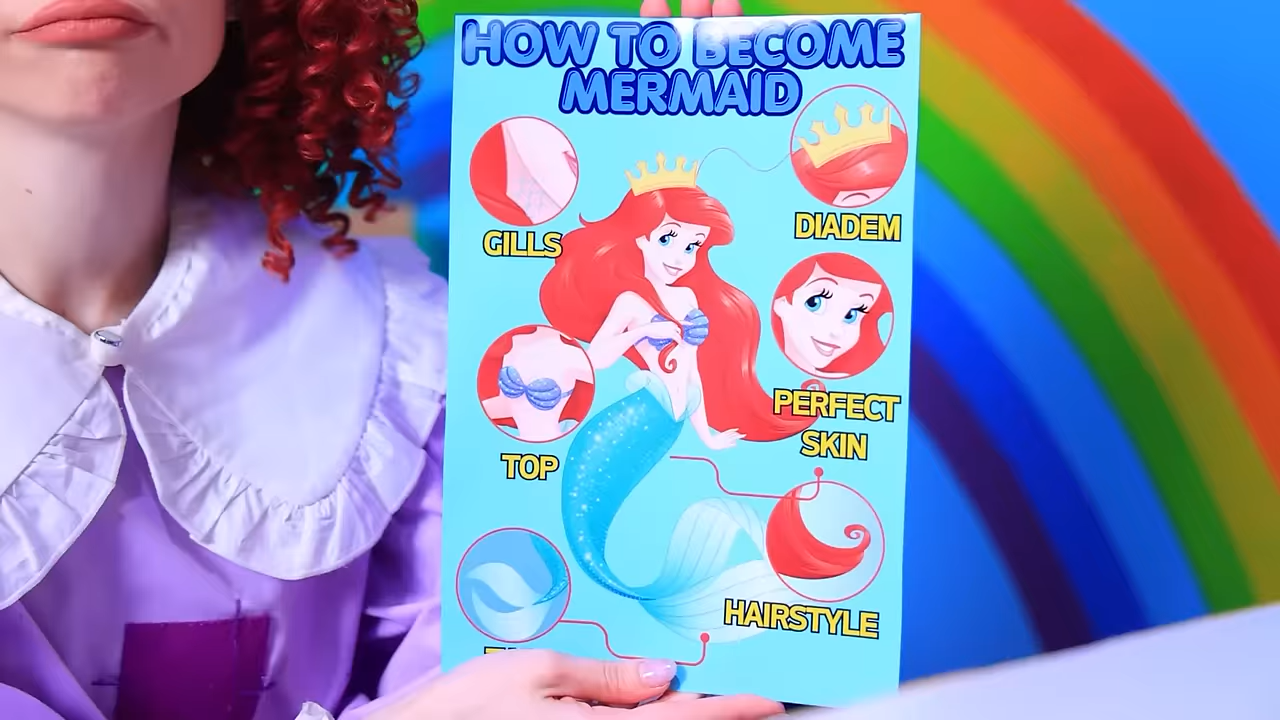 HOW TO BECOME
MERMAID
GILLS
DIADEM
TOP
PERFECT
SKIN
HAIRSTYLE